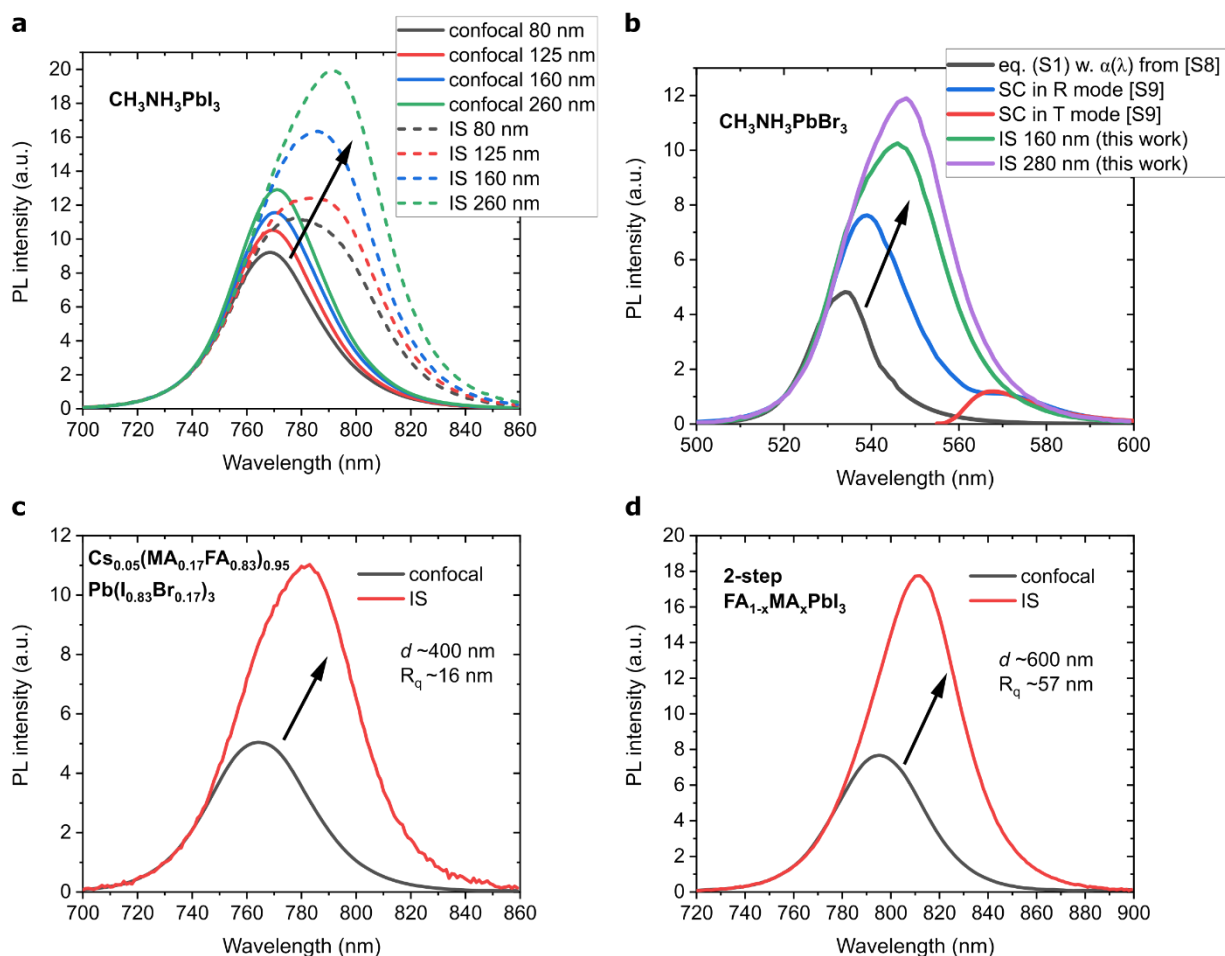 a
CH₃NH₃PbI₃
confocal 80 nm
confocal 125 nm
confocal 160 nm
confocal 260 nm
IS 80 nm
IS 125 nm
IS 160 nm
IS 260 nm
PL intensity (a.u.)
0
2
4
6
8
10
12
14
16
18
20
700 720 740 760 780 800 820 840 860
Wavelength (nm)
b
CH₃NH₃PbBr₃
eq. (S1) w. α(λ) from [S8]
SC in R mode [S9]
SC in T mode [S9]
IS 160 nm (this work)
IS 280 nm (this work)
PL intensity (a.u.)
0
2
4
6
8
10
12
500 520 540 560 580 600
Wavelength (nm)
c
Cs₀.₀₅(MA₀.₁₇FA₀.₈₃)₀.₉₅
Pb(I₀.₈₃Br₀.₁₇)₃
confocal
IS
d ~400 nm
Rq ~16 nm
PL intensity (a.u.)
0
2
4
6
8
10
12
700 720 740 760 780 800 820 840 860
Wavelength (nm)
d
2-step
FA₁₋ₓMAₓPbI₃
confocal
IS
d ~600 nm
Rq ~57 nm
PL intensity (a.u.)
0
2
4
6
8
10
12
14
16
18
20
720 740 760 780 800 820 840 860 880 900
Wavelength (nm)